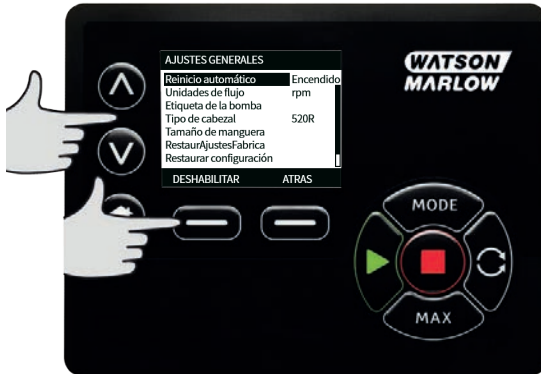 AJUSTES GENERALES
Reinicio automático Encendido
Unidades de flujo rpm
Etiqueta de la bomba
Tipo de cabezal 520R
Tamaño de manguera
RestaurAjustesFabrica
Restaurar configuración
DESHABILITAR ATRAS
WATSON
MARLOW
MODE
MAX